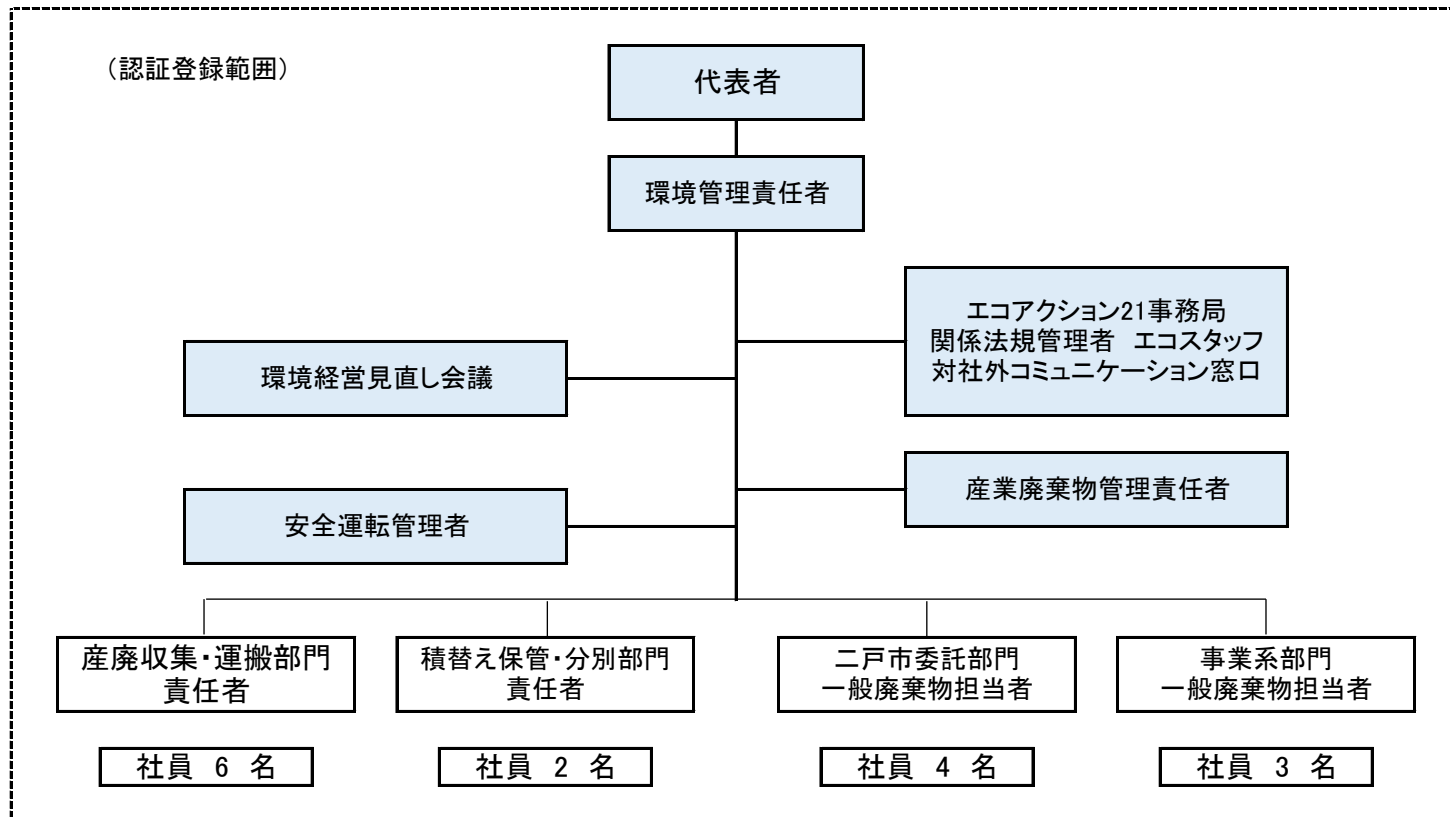 （認証登録範囲）
代表者
環境管理責任者
エコアクション21事務局
関係法規管理者　エコスタッフ
対社外コミュニケーション窓口
環境経営見直し会議
産業廃棄物管理責任者
安全運転管理者
産廃収集・運搬部門
責任者
積替え保管・分別部門
責任者
二戸市委託部門
一般廃棄物担当者
事業系部門
一般廃棄物担当者
社員 6 名
社員 2 名
社員 4 名
社員 3 名